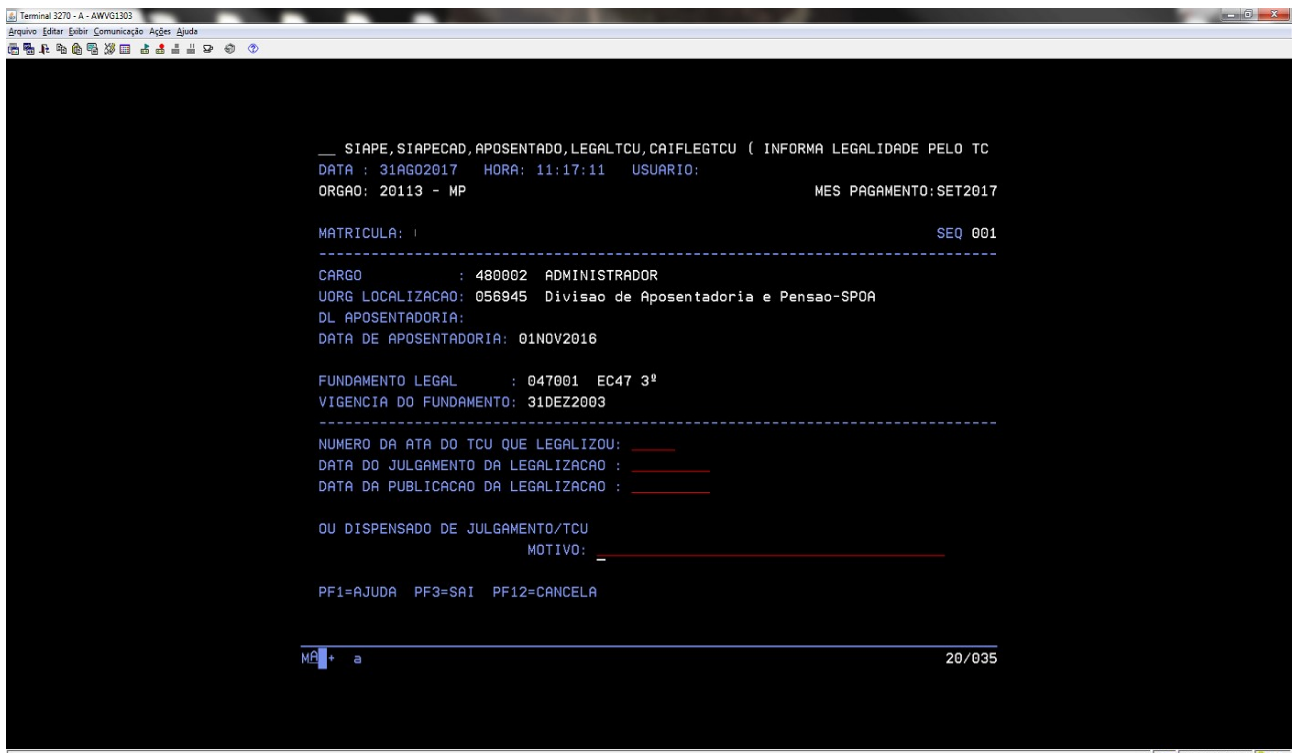 Terminal 3270 - A - AWVG1303
Arquivo Editar Exibir Comunicação Ações Ajuda
__ SIAPE,SIAPECAD,APOSENTADO,LEGALTCU,CAIFLEGTCU ( INFORMA LEGALIDADE PELO TC
DATA : 31AGO2017 HORA: 11:17:11 USUARIO:
ORGAO: 20113 - MP MES PAGAMENTO:SET2017
MATRICULA: SEQ 001
CARGO : 480002 ADMINISTRADOR
UORG LOCALIZACAO: 056945 Divisao de Aposentadoria e Pensao-SPOA
DL APOSENTADORIA:
DATA DE APOSENTADORIA: 01NOV2016
FUNDAMENTO LEGAL : 047001 EC47 3º
VIGENCIA DO FUNDAMENTO: 31DEZ2003
NUMERO DA ATA DO TCU QUE LEGALIZOU: _____
DATA DO JULGAMENTO DA LEGALIZACAO : _________
DATA DA PUBLICACAO DA LEGALIZACAO : _________
OU DISPENSADO DE JULGAMENTO/TCU
MOTIVO: ________________________________________
PF1=AJUDA PF3=SAI PF12=CANCELA
MA + a 20/035